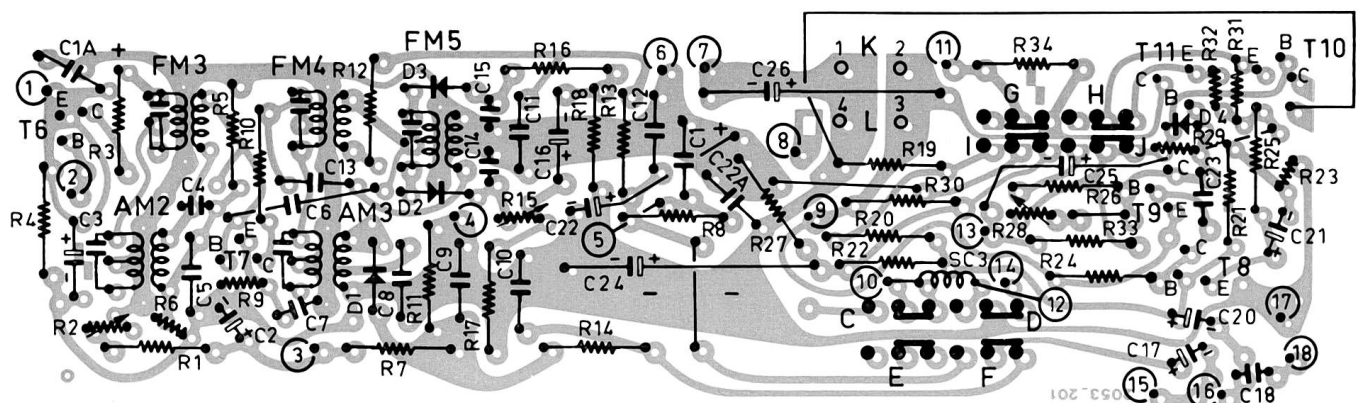 C1A + FM3 FM4 R12 FM5 D3 C15 R16 6 7 C26 - + 1 K 2 11 R34 T11 E R32 R31 B T10
1 E C T6 B R3 R5 R10 C11 C16 - + R18 R13 C12 C1 + 8 4 L 3 G H C B D4 E C
2 C13 C14 C22A R19 I J R29 C23 R25 R23
R4 C3 AM2 C4 C6 AM3 D2 4 R15 C22 - + 5 R8 R27 9 R30 R20 13 - + C25 R26 R28 B T9 E C R21 C21 - +
+ - C5 B E T7 C R9 D1 C8 R11 C9 C10 C24 - + - - R22 10 SC3 14 12 R33 R24 C T8 B E
R2 R6 R1 - C2 + C7 3 R7 R17 R14 C D E F C20 + - 17
C17 + - 18 C18 15 16
053_201